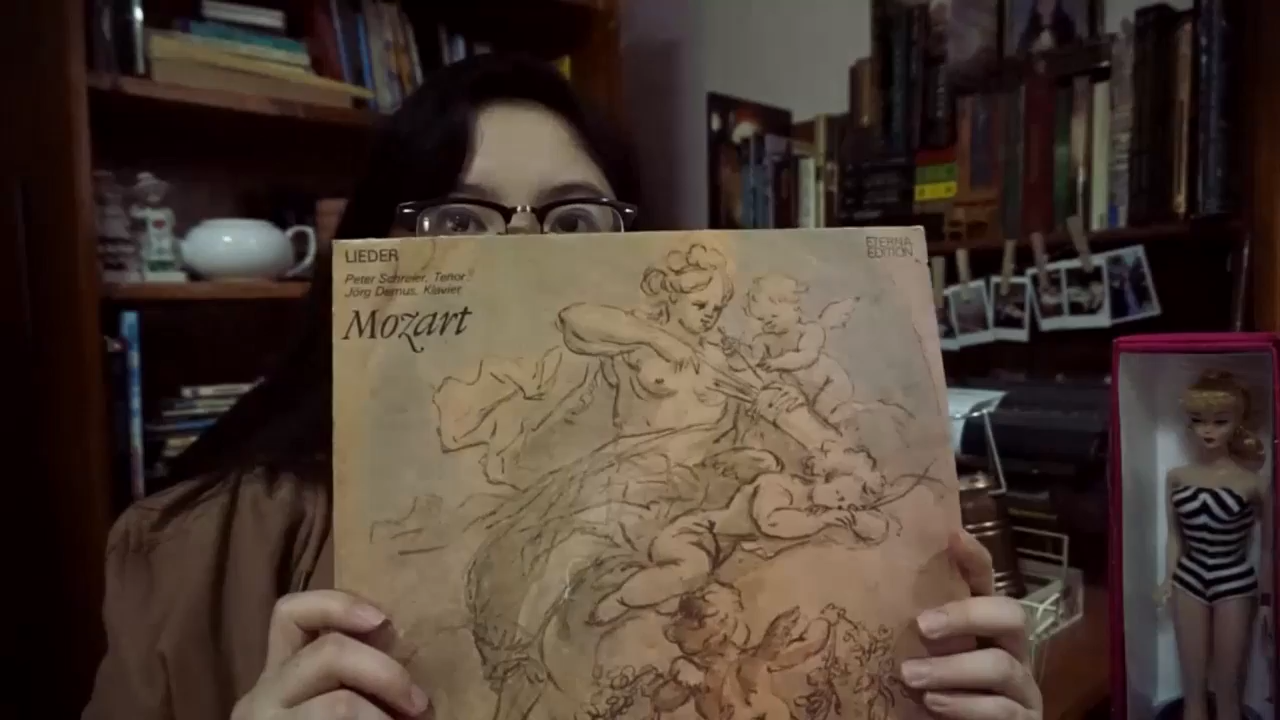 LIEDER
Peter Schreier, Tenor
Jörg Demus, Klavier
Mozart
ETERNA
EDITION